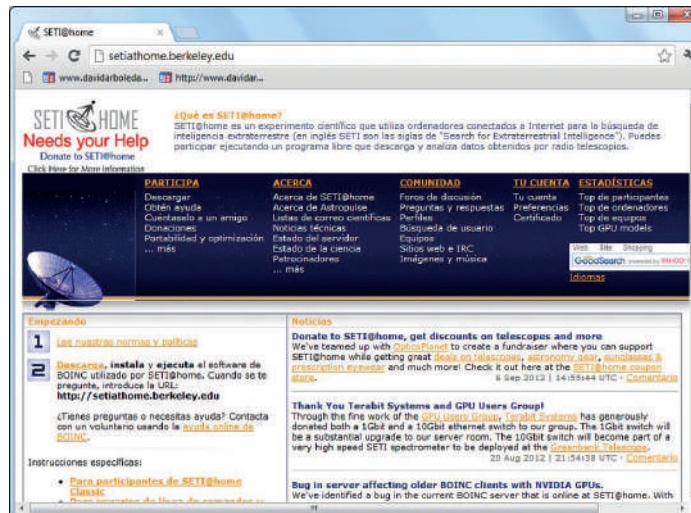 SETI@home
setiathome.berkeley.edu
www.davidarboleda...
http://www.davidar...
SETI@HOME
Needs your Help
Donate to SETI@home
Click Here for More Information
¿Qué es SETI@home?
SETI@home es un experimento científico que utiliza ordenadores conectados a Internet para la búsqueda de
inteligencia extraterrestre (en inglés SETI son las siglas de "Search for Extraterrestrial Intelligence"). Puedes
participar ejecutando un programa libre que descarga y analiza datos obtenidos por radio telescopios.
PARTICIPA
Descargar
Obtén ayuda
Cuéntaselo a un amigo
Donaciones
Portabilidad y optimización
... más
ACERCA
Acerca de SETI@home
Acerca de Astropulse
Listas de correo científicas
Noticias técnicas
Estado del servidor
Estado de la ciencia
Patrocinadores
... más
COMUNIDAD
Foros de discusión
Preguntas y respuestas
Perfiles
Búsqueda de usuario
Equipos
Sitios web e IRC
Imágenes y música
TU CUENTA
Tu cuenta
Preferencias
Certificado
ESTADÍSTICAS
Top de participantes
Top de ordenadores
Top de equipos
Top GPU models
Web Site Shopping
GoodSearch powered by YAHOO!
Idiomas
Empezando
1 Lee nuestras normas y políticas
2 Descarga, instala y ejecuta el software de
BOINC utilizado por SETI@home. Cuando se te
pregunte, introduce la URL:
http://setiathome.berkeley.edu
¿Tienes preguntas o necesitas ayuda? Contacta
con un voluntario usando la ayuda online de
BOINC.
Instrucciones específicas:
• Para participantes de SETI@home
Classic
Noticias
Donate to SETI@home, get discounts on telescopes and more
We've teamed up with OpticsPlanet to create a fundraiser where you can support
SETI@home while getting great deals on telescopes, astronomy gear, sunglasses &
prescription eyewear and much more! Check it out here at the SETI@home coupon
store.
6 Sep 2012 | 14:55:44 UTC · Comentario
Thank You Terabit Systems and GPU Users Group!
Through the fine work of the GPU Users Group, Terabit Systems has generously
donated both a 1Gbit and a 10Gbit ethernet switch to our group. The 1Gbit switch will
be a substantial upgrade to our server room. The 10Gbit switch will become part of a
very high speed SETI spectrometer to be deployed at the Greenbank Telescope.
20 Aug 2012 | 21:54:38 UTC · Comentario
Bug in server affecting older BOINC clients with NVIDIA GPUs.
We've identified a bug in the current BOINC server that is online at SETI@home. With